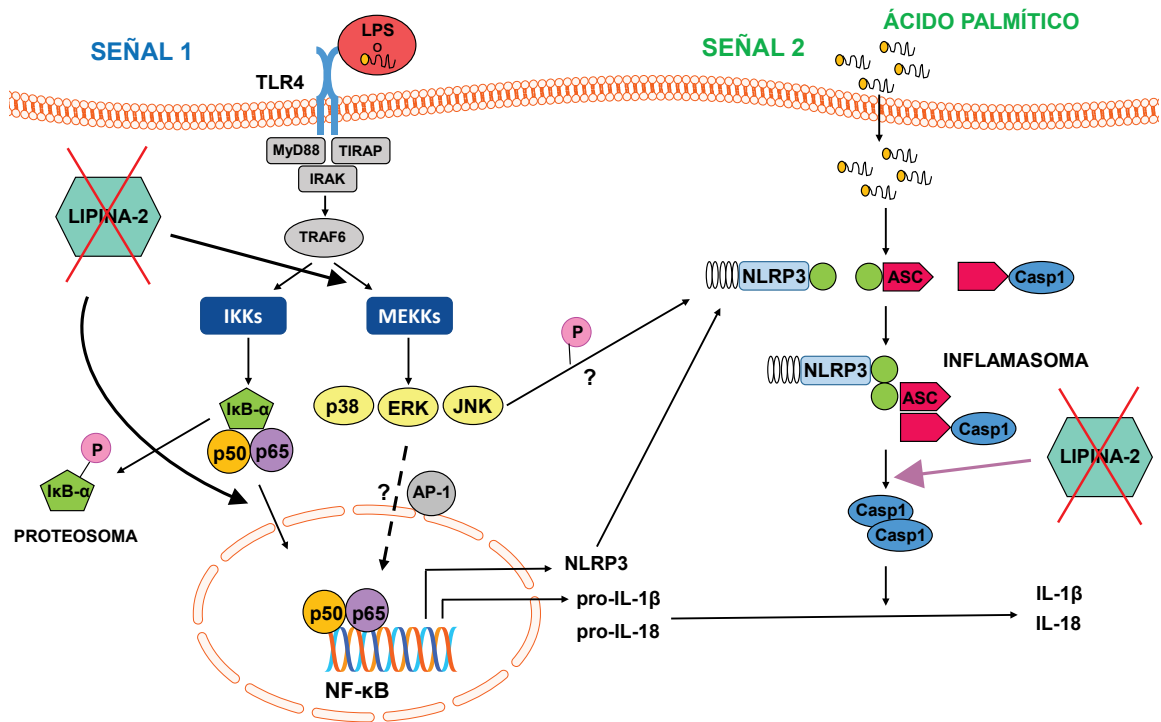 SEÑAL 1
LPS
O
TLR4
MyD88
TIRAP
IRAK
TRAF6
LIPINA-2
IKKs
MEKKs
IκB-α
p50
p65
p38
ERK
JNK
P
?
P
IκB-α
PROTEOSOMA
?
AP-1
p50
p65
NF-κB
NLRP3
pro-IL-1β
pro-IL-18
SEÑAL 2
ÁCIDO PALMÍTICO
NLRP3
ASC
Casp1
INFLAMASOMA
NLRP3
ASC
Casp1
LIPINA-2
Casp1
Casp1
IL-1β
IL-18